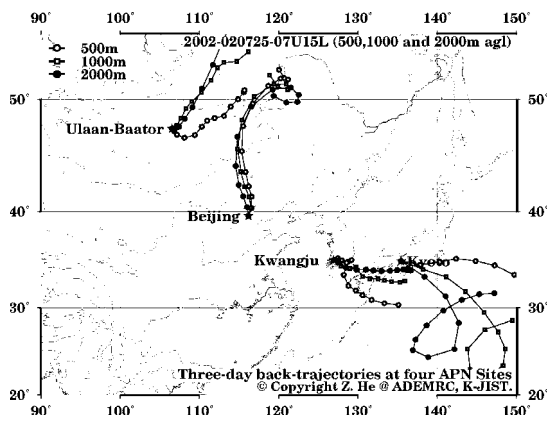 90° 100° 110° 120° 130° 140° 150°
2002-020725-07U15L (500,1000 and 2000m agl)
500m
1000m
2000m
50° 50°
Ulaan-Baator
Beijing
40° 40°
Kwangju Kyoto
30° 30°
Three-day back-trajectories at four APN Sites
© Copyright Z. He @ ADEMRC, K-JIST.
20° 20°
90° 100° 110° 120° 130° 140° 150°